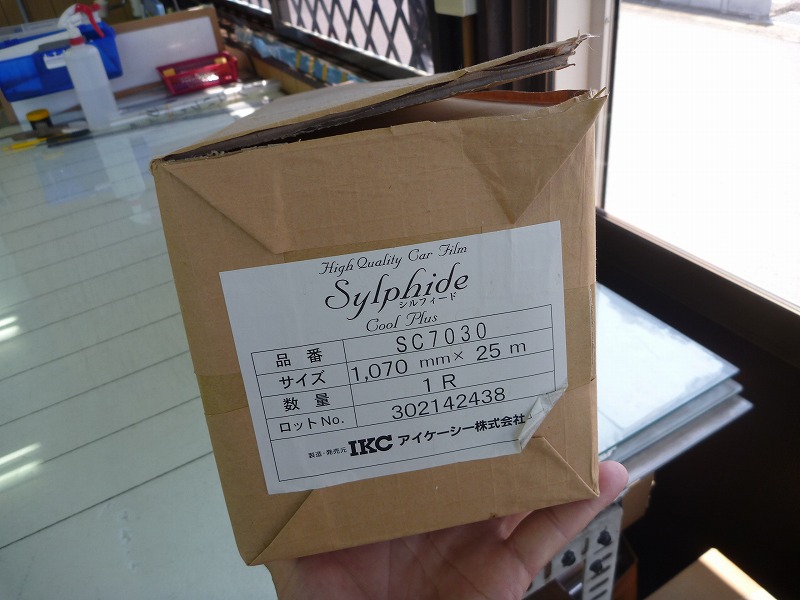 High Quality Car Film
Sylphide
シルフィード
Cool Plus
品番 SC7030
サイズ 1,070 mm× 25 m
数量 1 R
ロットNo. 302142438
製造・発売元 IKC アイケーシー株式会社